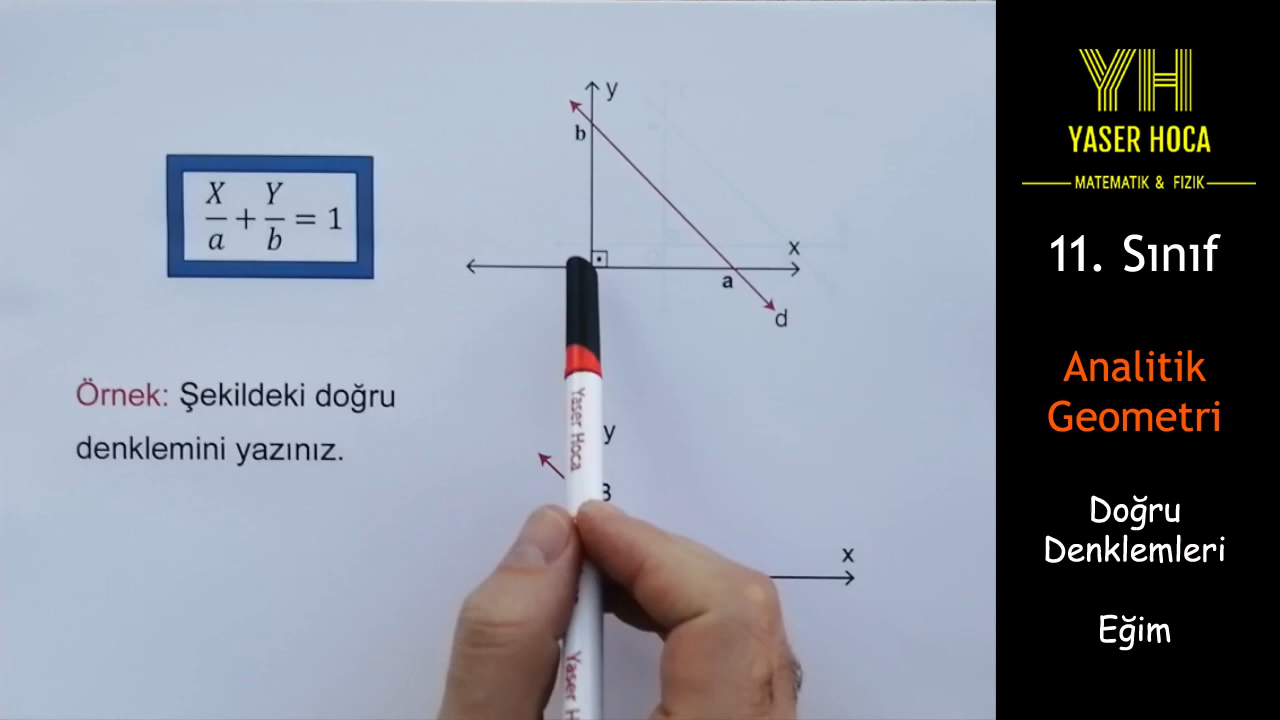 y
b
X/a + Y/b = 1
x
a
d
Örnek: Şekildeki doğru
denklemini yazınız.
y
x
Yaser Hoca
Yaser H
YH
YASER HOCA
MATEMATIK & FIZIK
11. Sınıf
Analitik
Geometri
Doğru
Denklemleri
Eğim